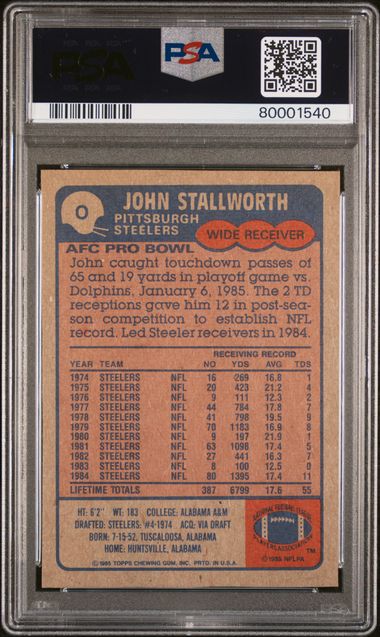 PSA
PSA
80001540
0
JOHN STALLWORTH
PITTSBURGH
STEELERS
WIDE RECEIVER
AFC PRO BOWL
John caught touchdown passes of
65 and 19 yards in playoff game vs.
Dolphins, January 6, 1985. The 2 TD
receptions gave him 12 in post-sea-
son competition to establish NFL
record. Led Steeler receivers in 1984.
RECEIVING RECORD
YEAR TEAM NO YDS AVG TDS
1974 STEELERS NFL 16 269 16.8 1
1975 STEELERS NFL 20 423 21.2 4
1976 STEELERS NFL 9 111 12.3 2
1977 STEELERS NFL 44 784 17.8 7
1978 STEELERS NFL 41 798 19.5 9
1979 STEELERS NFL 70 1183 16.9 8
1980 STEELERS NFL 9 197 21.9 1
1981 STEELERS NFL 63 1098 17.4 5
1982 STEELERS NFL 27 441 16.3 7
1983 STEELERS NFL 8 100 12.5 0
1984 STEELERS NFL 80 1395 17.4 11
LIFETIME TOTALS 387 6799 17.6 55
HT: 6'2" WT: 183 COLLEGE: ALABAMA A&M
DRAFTED: STEELERS: #4-1974 ACQ: VIA DRAFT
BORN: 7-15-52, TUSCALOOSA, ALABAMA
HOME: HUNTSVILLE, ALABAMA
© 1985 TOPPS CHEWING GUM, INC. PRTD. IN U.S.A.
NATIONAL FOOTBALL LEAGUE
PLAYERS ASSOCIATION
TM
© 1985 NFLPA